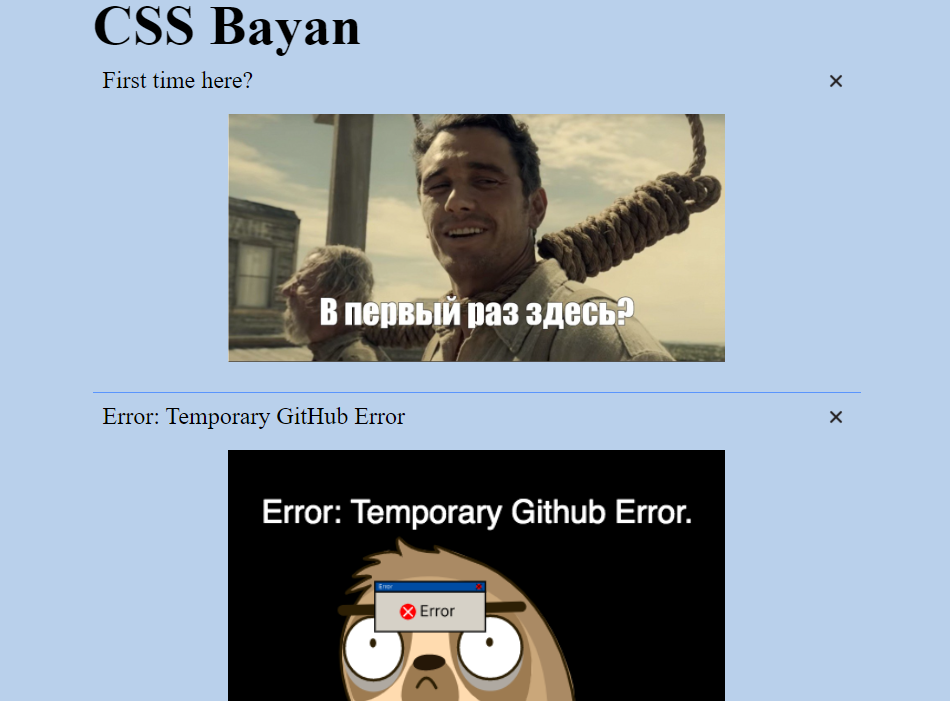 CSS Bayan
First time here?
В первый раз здесь?
Error: Temporary GitHub Error
Error: Temporary Github Error.
Error
Error